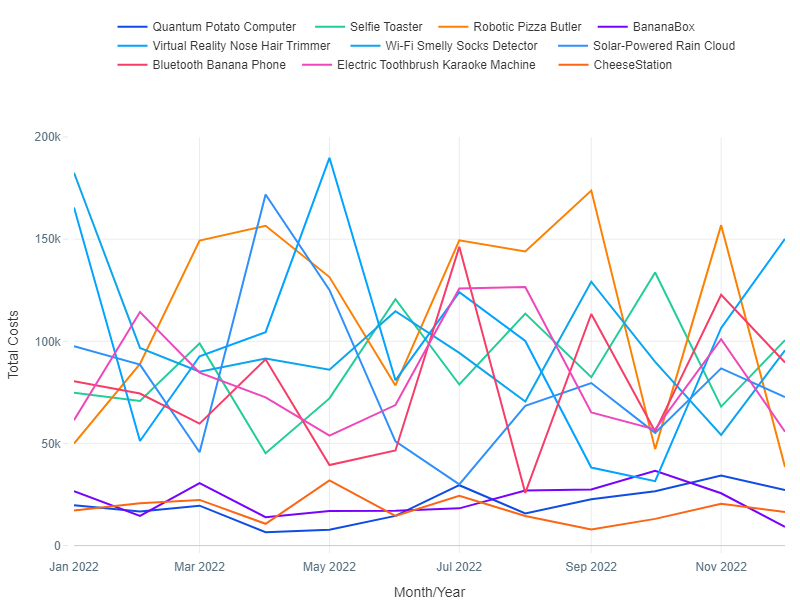 Quantum Potato Computer Selfie Toaster Robotic Pizza Butler BananaBox
Virtual Reality Nose Hair Trimmer Wi-Fi Smelly Socks Detector Solar-Powered Rain Cloud
Bluetooth Banana Phone Electric Toothbrush Karaoke Machine CheeseStation
200k
150k
100k
50k
0
Total Costs
Jan 2022 Mar 2022 May 2022 Jul 2022 Sep 2022 Nov 2022
Month/Year